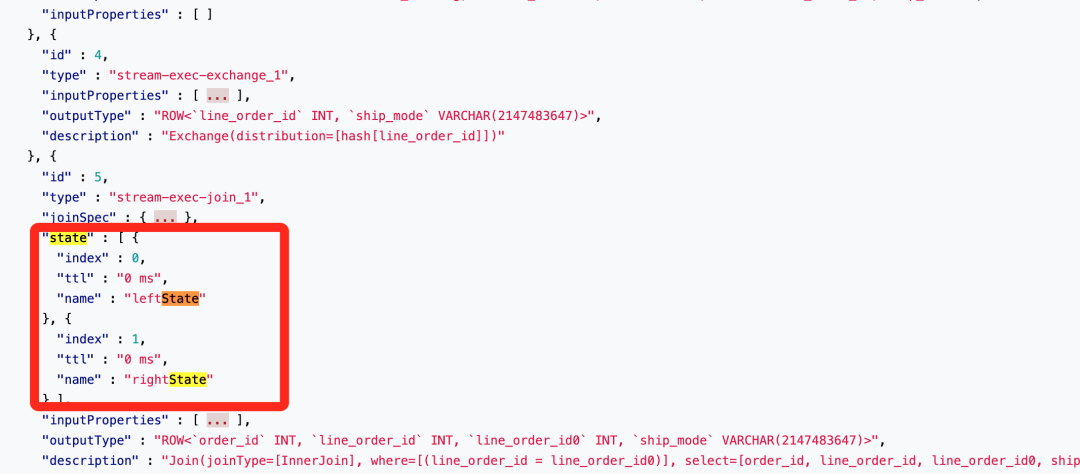 "inputProperties" : [ ]
}, {
"id" : 4,
"type" : "stream-exec-exchange_1",
"inputProperties" : [ ... ],
"outputType" : "ROW<`line_order_id` INT, `ship_mode` VARCHAR(2147483647)>",
"description" : "Exchange(distribution=[hash[line_order_id]])"
}, {
"id" : 5,
"type" : "stream-exec-join_1",
"joinSpec" : { ... },
"state" : [ {
"index" : 0,
"ttl" : "0 ms",
"name" : "leftState"
}, {
"index" : 1,
"ttl" : "0 ms",
"name" : "rightState"
} ],
"inputProperties" : [ ... ],
"outputType" : "ROW<`order_id` INT, `line_order_id` INT, `line_order_id0` INT, `ship_mode` VARCHAR(2147483647)>",
"description" : "Join(joinType=[InnerJoin], where=[(line_order_id = line_order_id0)], select=[order_id, line_order_id, line_order_id0, ship